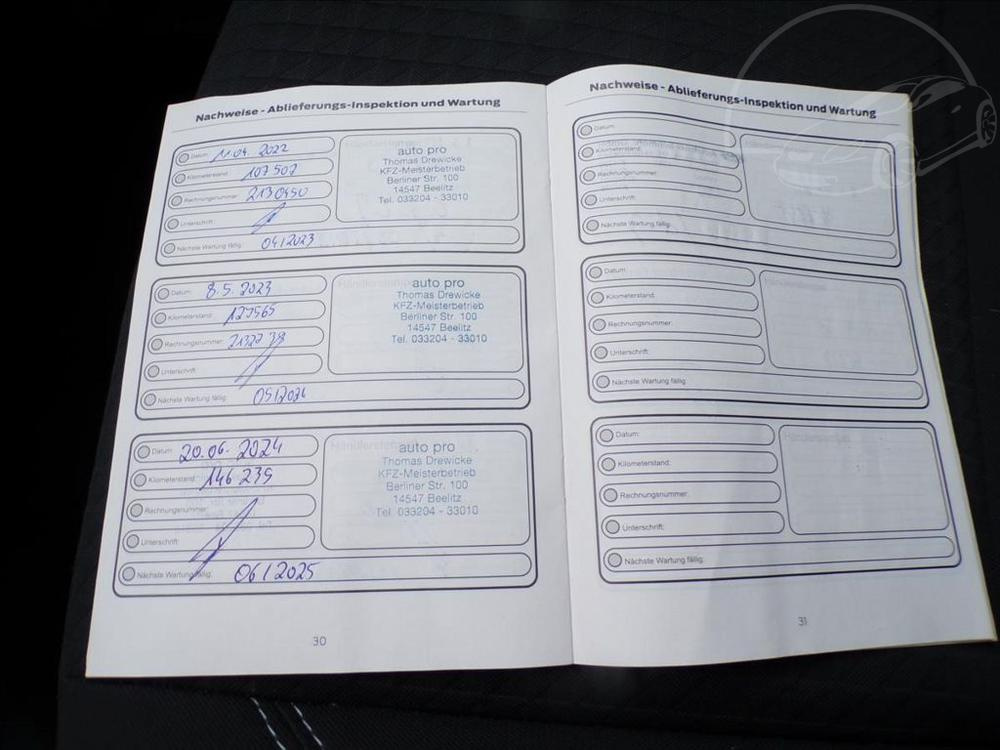 Nachweise - Ablieferungs-Inspektion und Wartung
Datum: 11.04. 2022
Kilometerstand: 107 507
Rechnungsnummer: 2130450
Unterschrift:
Nächste Wartung fällig: 04/2023
auto pro
Thomas Drewicke
KFZ-Meisterbetrieb
Berliner Str. 100
14547 Beelitz
Tel. 033204 - 33010
Datum: 8.5. 2023
Kilometerstand:
Rechnungsnummer:
Unterschrift:
Nächste Wartung fällig: 05/2024
auto pro
Thomas Drewicke
KFZ-Meisterbetrieb
Berliner Str. 100
14547 Beelitz
Tel. 033204 - 33010
Datum: 20.06. 2024
Kilometerstand: 146 239
Rechnungsnummer:
Unterschrift:
Nächste Wartung fällig: 06/2025
Händlerstempel
auto pro
Thomas Drewicke
KFZ-Meisterbetrieb
Berliner Str. 100
14547 Beelitz
Tel. 033204 - 33010
30
Nachweise - Ablieferungs-Inspektion und Wartung
Datum:
Kilometerstand:
Rechnungsnummer:
Unterschrift:
Nächste Wartung fällig:
Datum:
Kilometerstand:
Rechnungsnummer:
Unterschrift:
Nächste Wartung fällig:
Händlerstempel
Datum:
Kilometerstand:
Rechnungsnummer:
Unterschrift:
Nächste Wartung fällig:
Händlerstempel
31